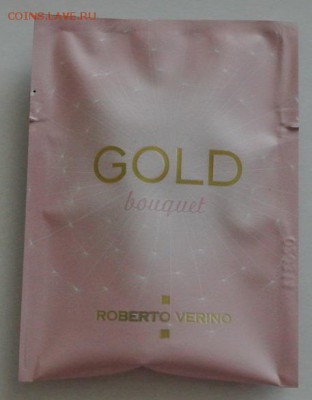 COINS.LAVE.RU
GOLD
bouquet
ROBERTO VERINO